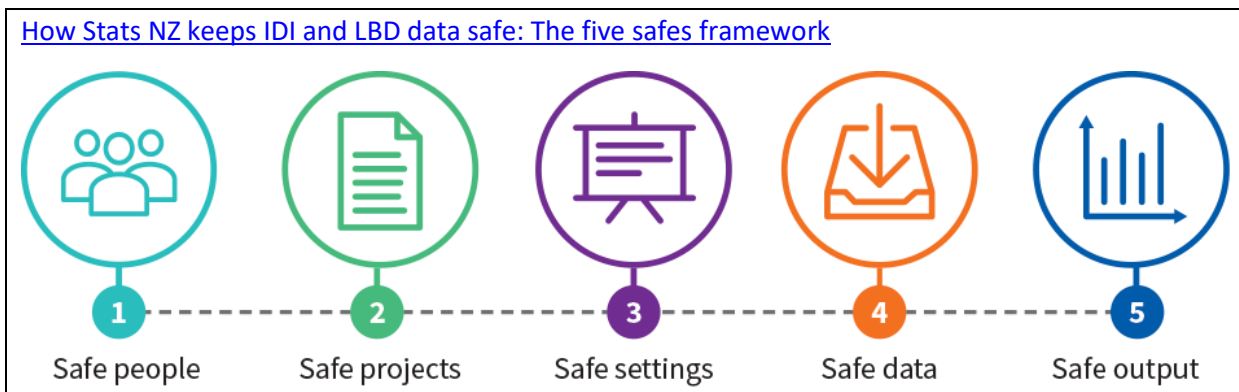 How Stats NZ keeps IDI and LBD data safe: The five safes framework
1 2 3 4 5
Safe people Safe projects Safe settings Safe data Safe output